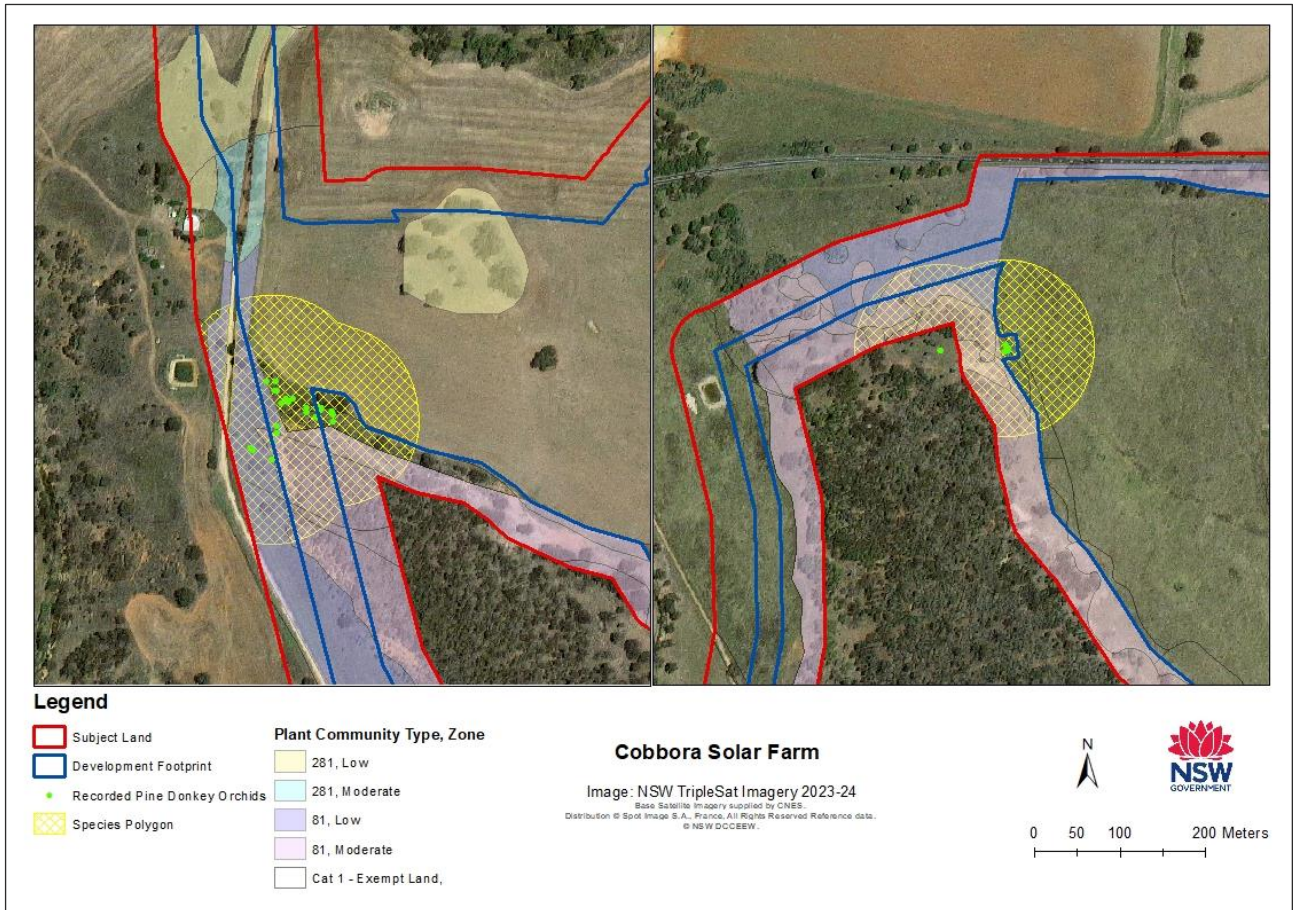 Legend
Subject Land
Development Footprint
Recorded Pine Donkey Orchids
Species Polygon
Plant Community Type, Zone
281, Low
281, Moderate
81, Low
81, Moderate
Cat 1 - Exempt Land,
Cobbora Solar Farm
Image: NSW TripleSat Imagery 2023-24
Base Satellite Imagery supplied by CNES.
Distribution © Spot Image S.A., France, All Rights Reserved Reference data.
© NSW DCCEEW.
N
NSW
GOVERNMENT
0 50 100 200 Meters